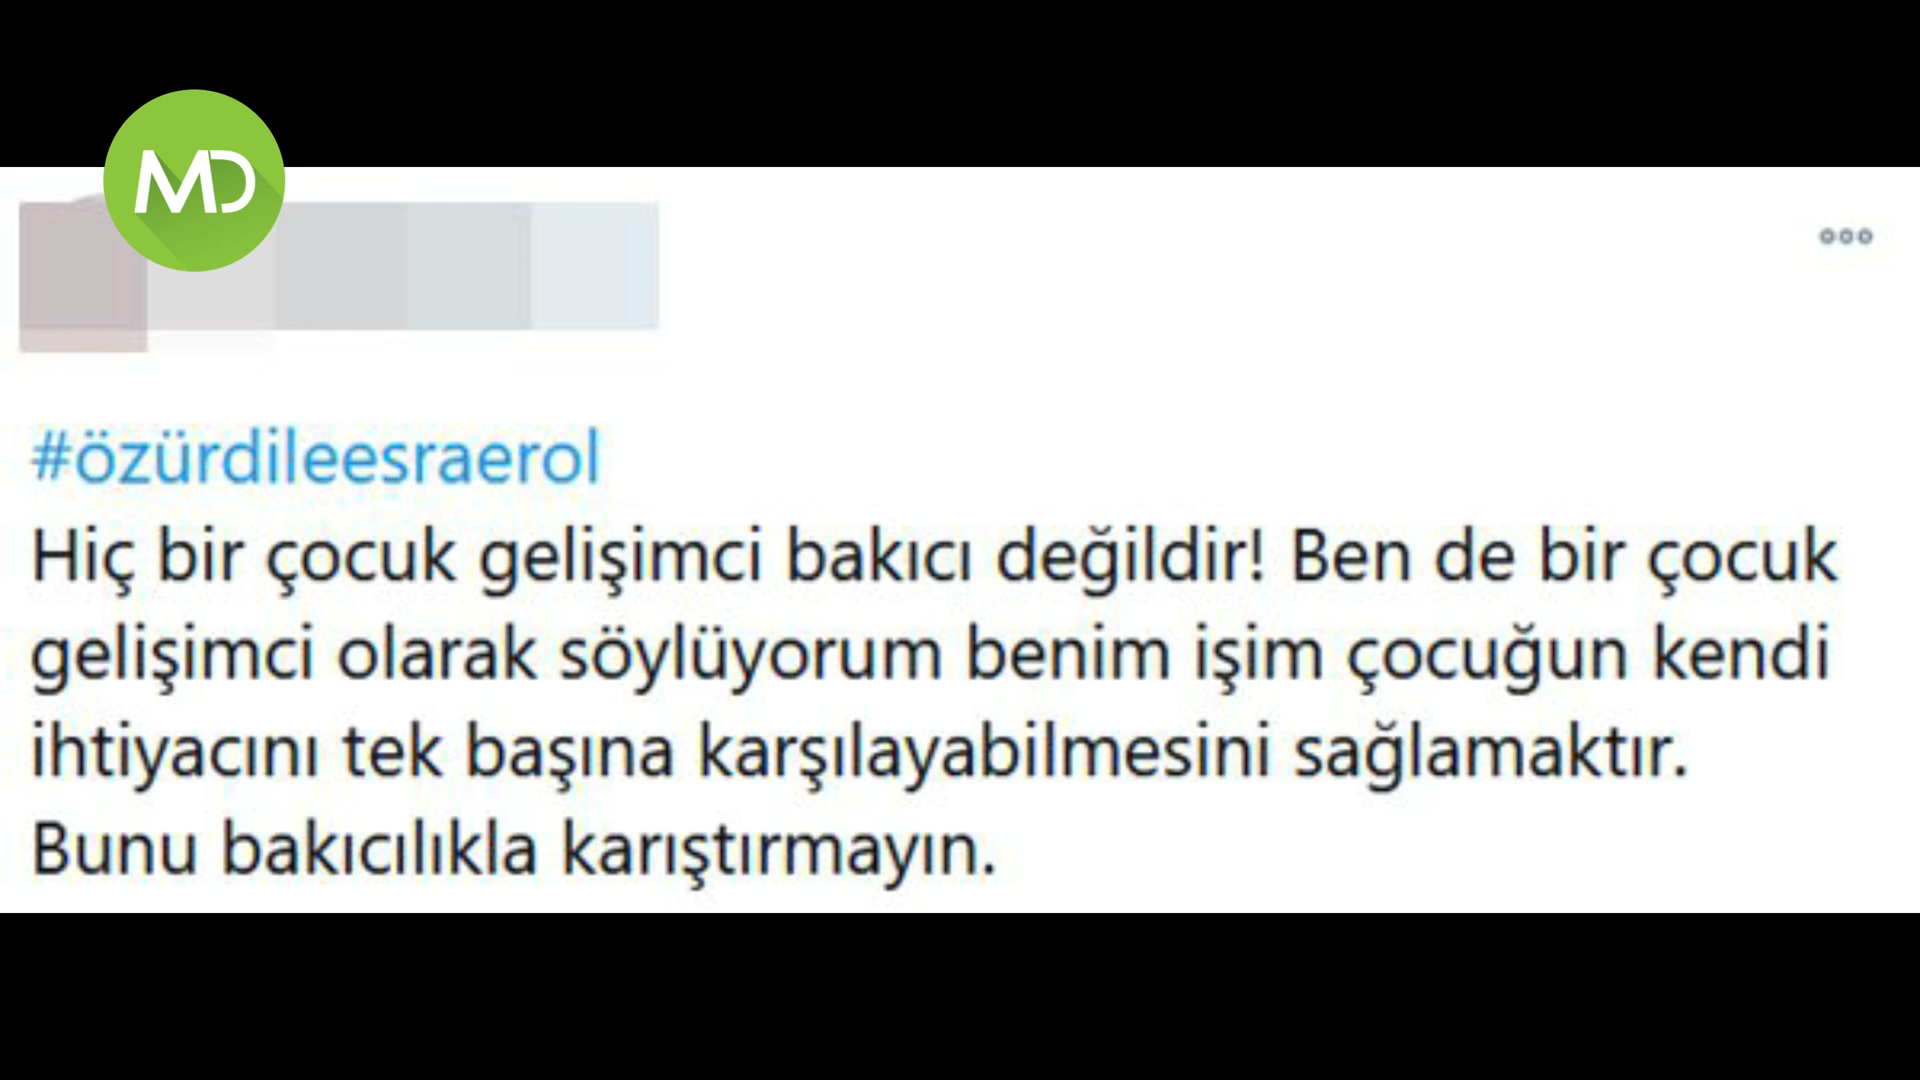 MD
#özürdileesraerol
Hiç bir çocuk gelişimci bakıcı değildir! Ben de bir çocuk
gelişimci olarak söylüyorum benim işim çocuğun kendi
ihtiyacını tek başına karşılayabilmesini sağlamaktır.
Bunu bakıcılıkla karıştırmayın.